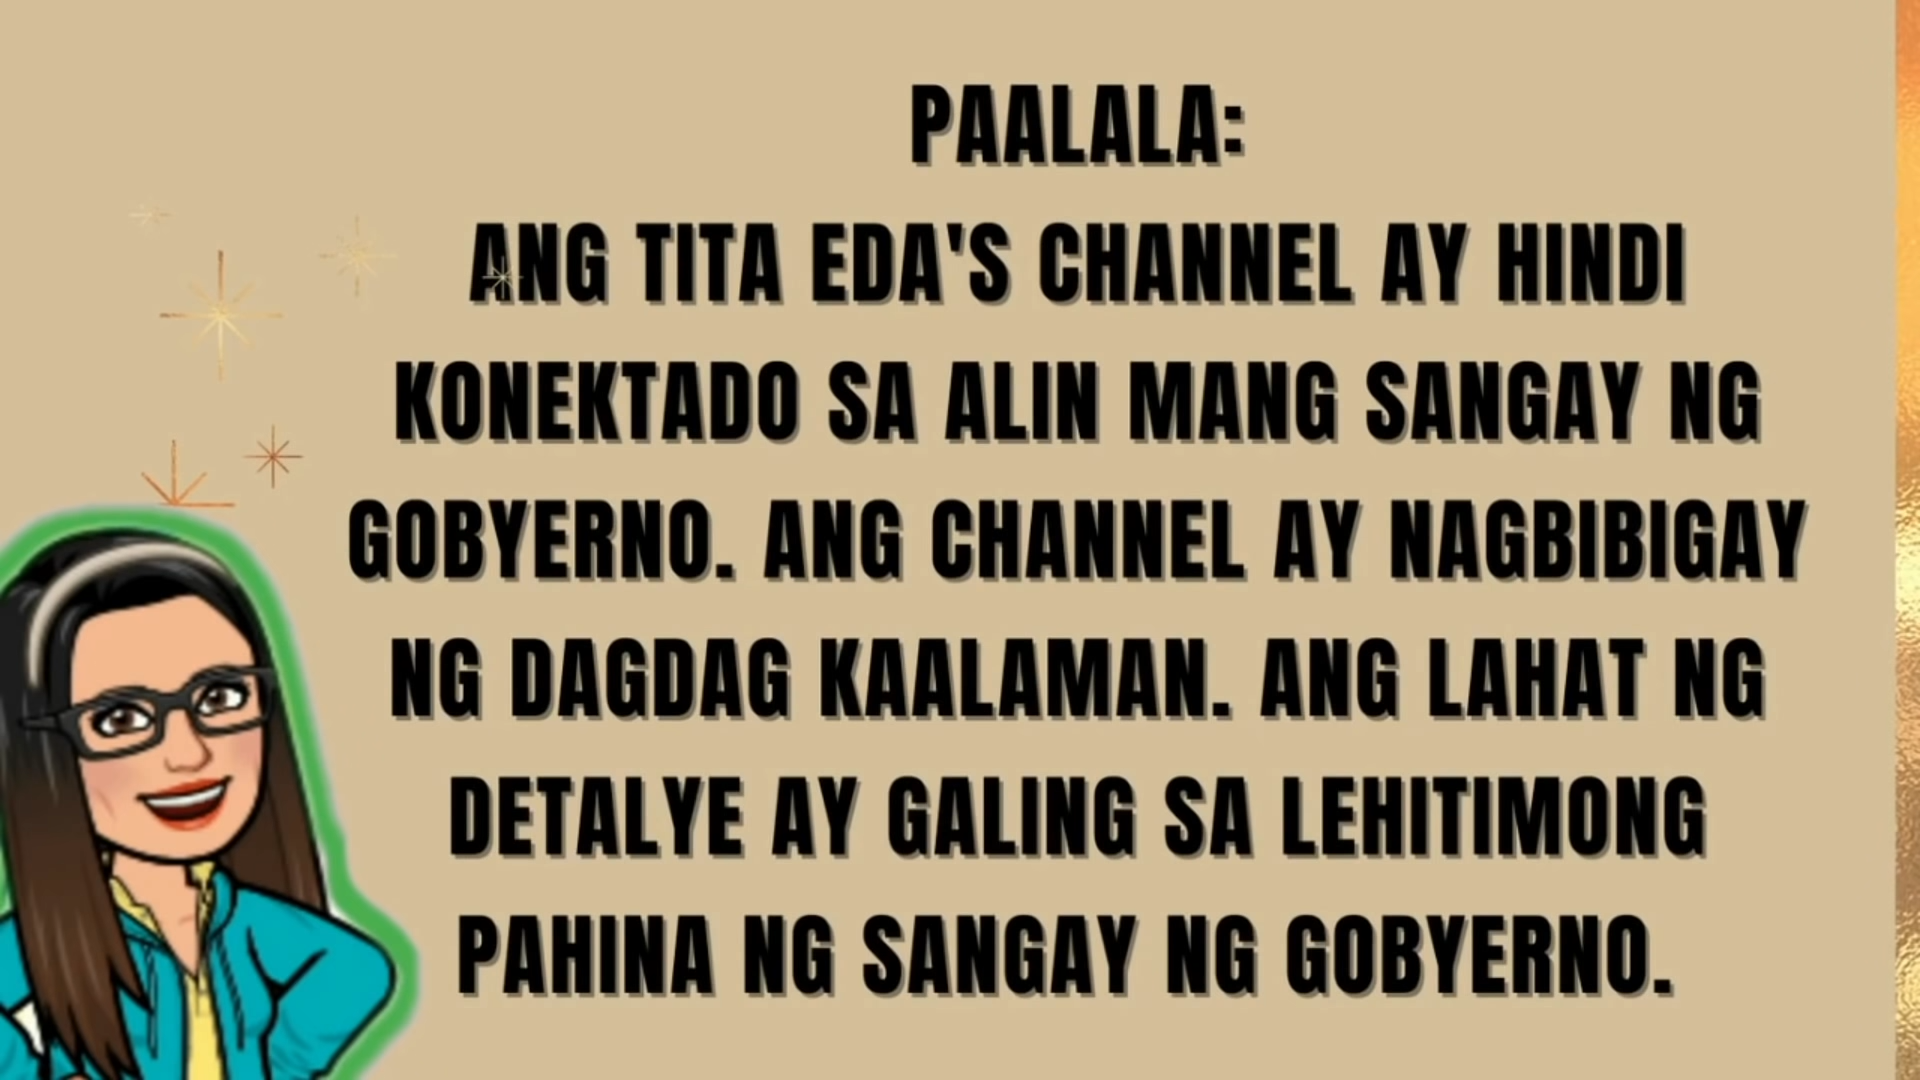 PAALALA:
ANG TITA EDA'S CHANNEL AY HINDI
KONEKTADO SA ALIN MANG SANGAY NG
GOBYERNO. ANG CHANNEL AY NAGBIBIGAY
NG DAGDAG KAALAMAN. ANG LAHAT NG
DETALYE AY GALING SA LEHITIMONG
PAHINA NG SANGAY NG GOBYERNO.